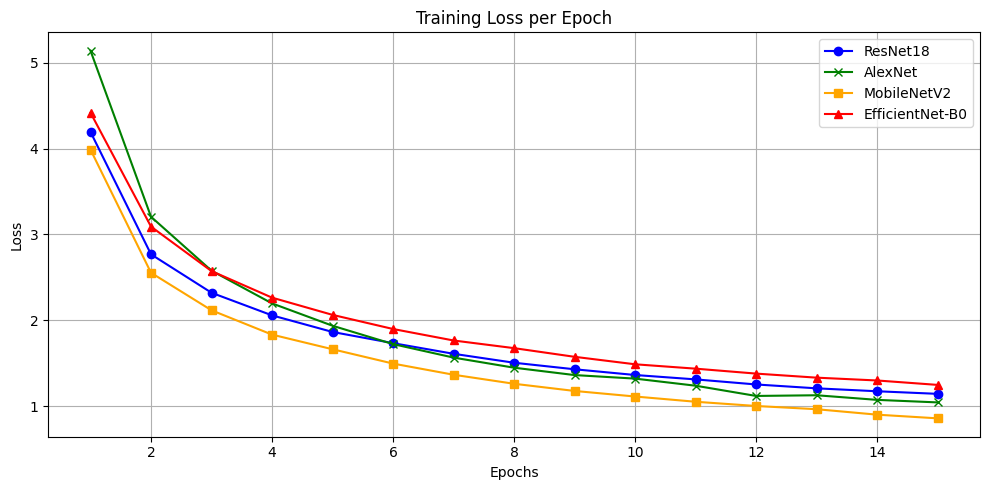 Training Loss per Epoch
ResNet18
AlexNet
MobileNetV2
EfficientNet-B0
Loss
5
4
3
2
1
2 4 6 8 10 12 14
Epochs